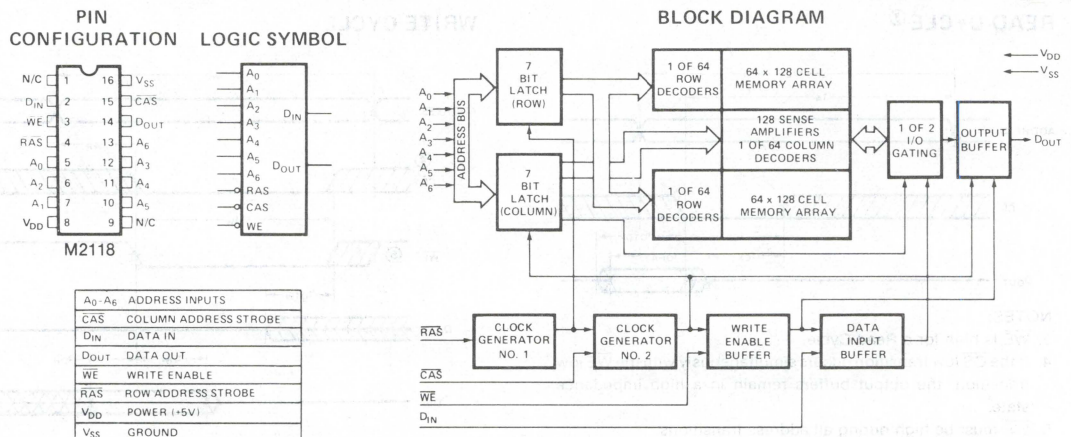 PIN
CONFIGURATION
N/C 1 16 VSS
DIN 2 15 CAS
WE 3 14 DOUT
RAS 4 13 A6
A0 5 12 A3
A2 6 11 A4
A1 7 10 A5
VDD 8 9 N/C
M2118
LOGIC SYMBOL
A0
A1
A2
A3
A4
A5
A6
RAS
CAS
WE
DIN
DOUT
A0-A6 ADDRESS INPUTS
CAS COLUMN ADDRESS STROBE
DIN DATA IN
DOUT DATA OUT
WE WRITE ENABLE
RAS ROW ADDRESS STROBE
VDD POWER (+5V)
VSS GROUND
BLOCK DIAGRAM
VDD
VSS
A0
A1
A2
A3
A4
A5
A6
ADDRESS BUS
7
BIT
LATCH
(ROW)
7
BIT
LATCH
(COLUMN)
1 OF 64
ROW
DECODERS
64 x 128 CELL
MEMORY ARRAY
128 SENSE
AMPLIFIERS
1 OF 64 COLUMN
DECODERS
1 OF 64
ROW
DECODERS
64 x 128 CELL
MEMORY ARRAY
1 OF 2
I/O
GATING
OUTPUT
BUFFER
DOUT
RAS
CLOCK
GENERATOR
NO. 1
CLOCK
GENERATOR
NO. 2
WRITE
ENABLE
BUFFER
DATA
INPUT
BUFFER
CAS
WE
DIN
READ CYCLE
WRITE CYCLE
NOTES: